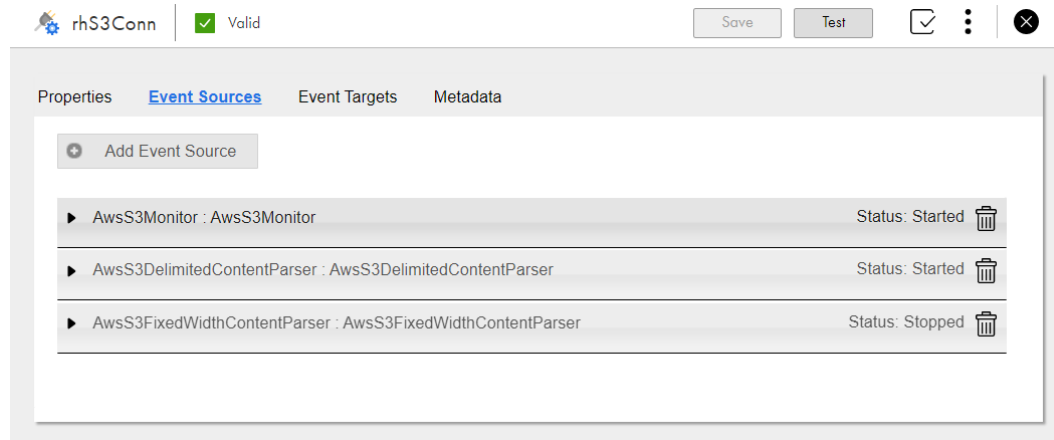 rhS3Conn Valid Save Test
Properties Event Sources Event Targets Metadata
Add Event Source
AwsS3Monitor : AwsS3Monitor Status: Started
AwsS3DelimitedContentParser : AwsS3DelimitedContentParser Status: Started
AwsS3FixedWidthContentParser : AwsS3FixedWidthContentParser Status: Stopped